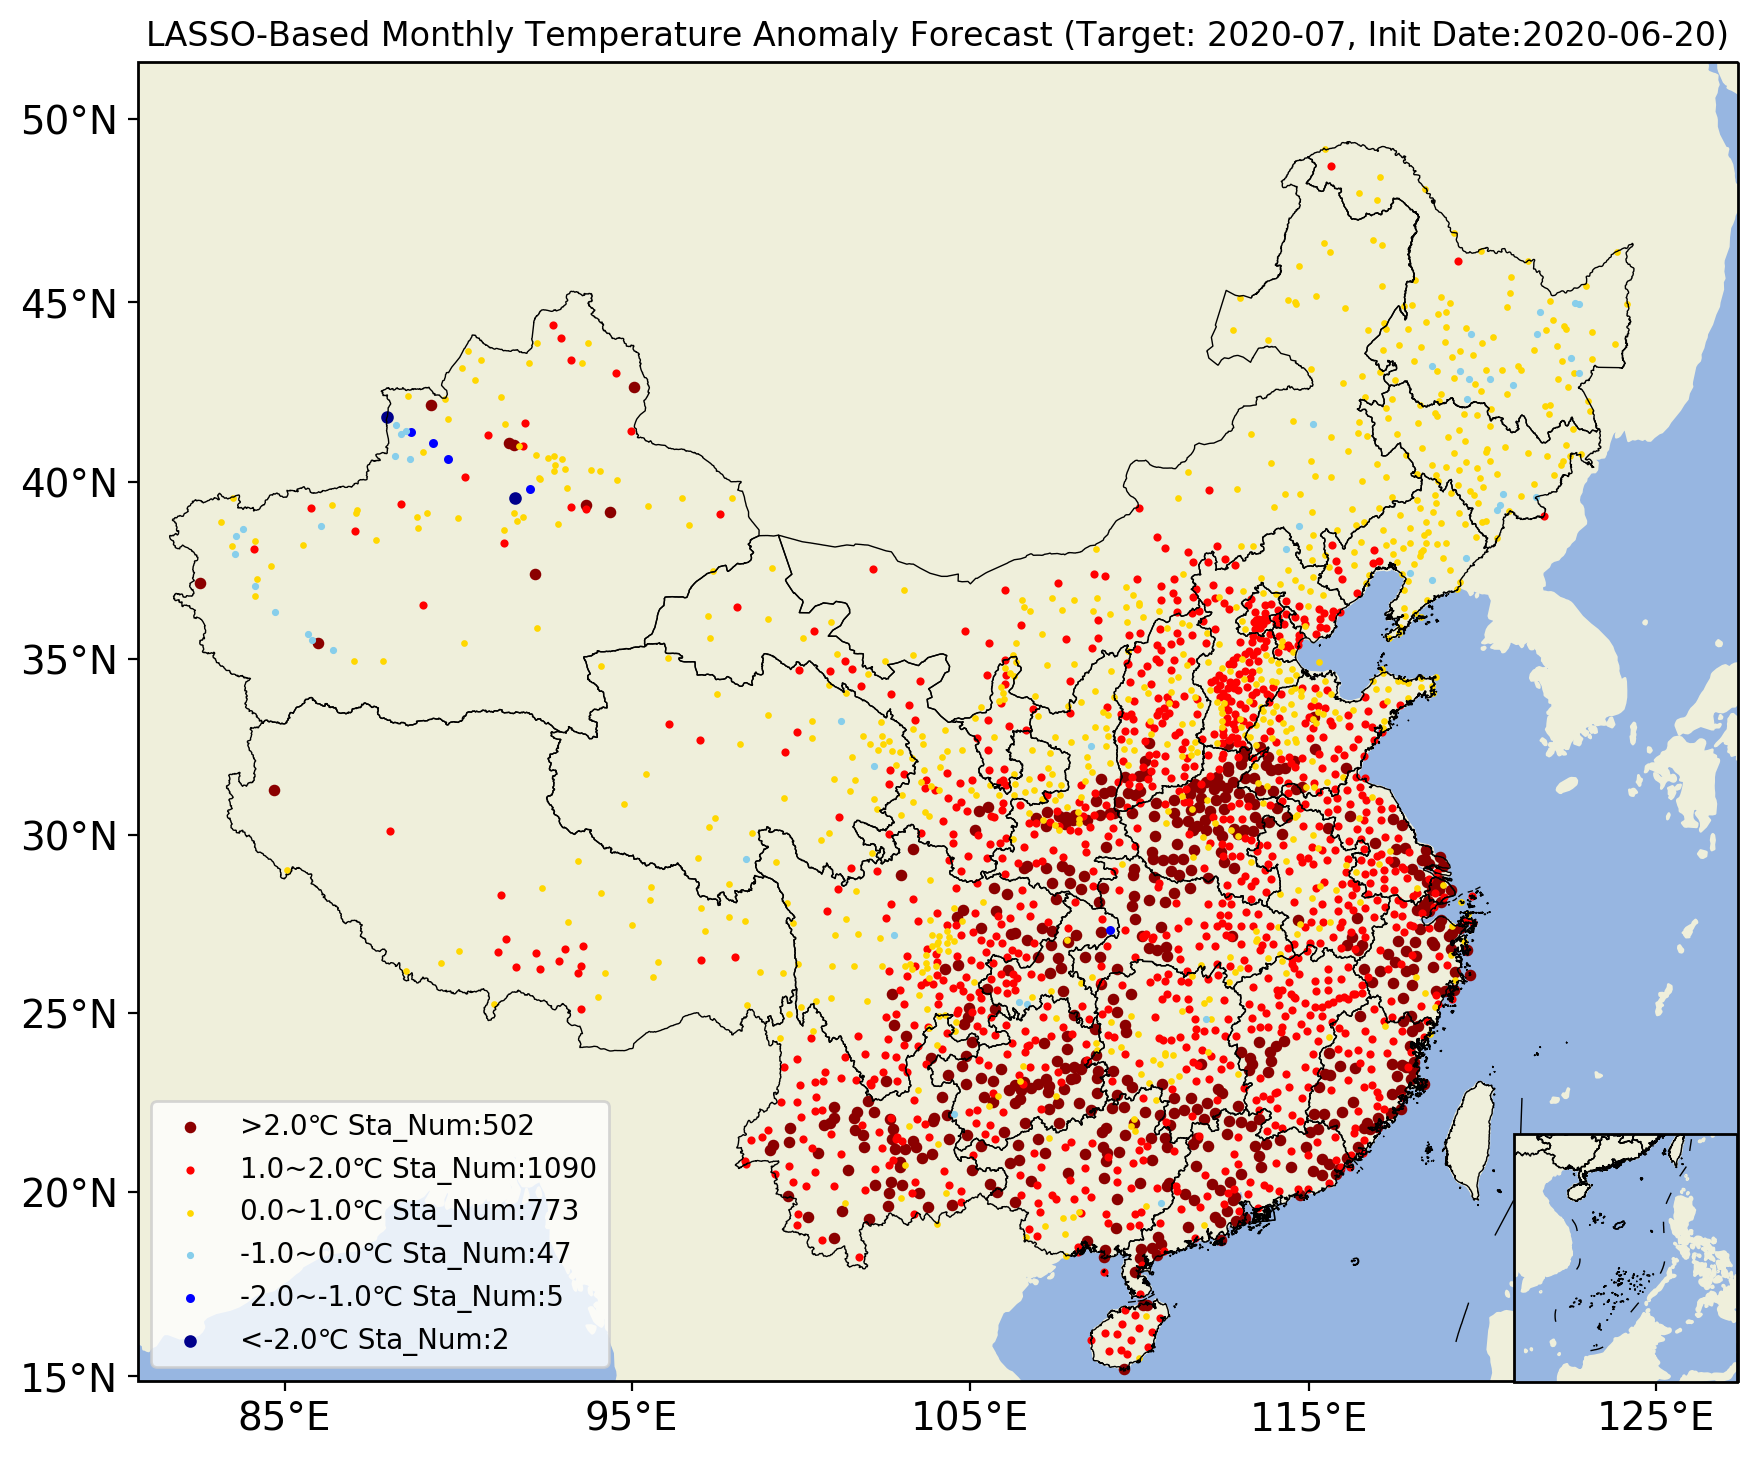 LASSO-Based Monthly Temperature Anomaly Forecast (Target: 2020-07, Init Date:2020-06-20)
50°N
45°N
40°N
35°N
30°N
25°N
20°N
15°N
>2.0℃ Sta_Num:502
1.0~2.0℃ Sta_Num:1090
0.0~1.0℃ Sta_Num:773
-1.0~0.0℃ Sta_Num:47
-2.0~-1.0℃ Sta_Num:5
<-2.0℃ Sta_Num:2
85°E
95°E
105°E
115°E
125°E